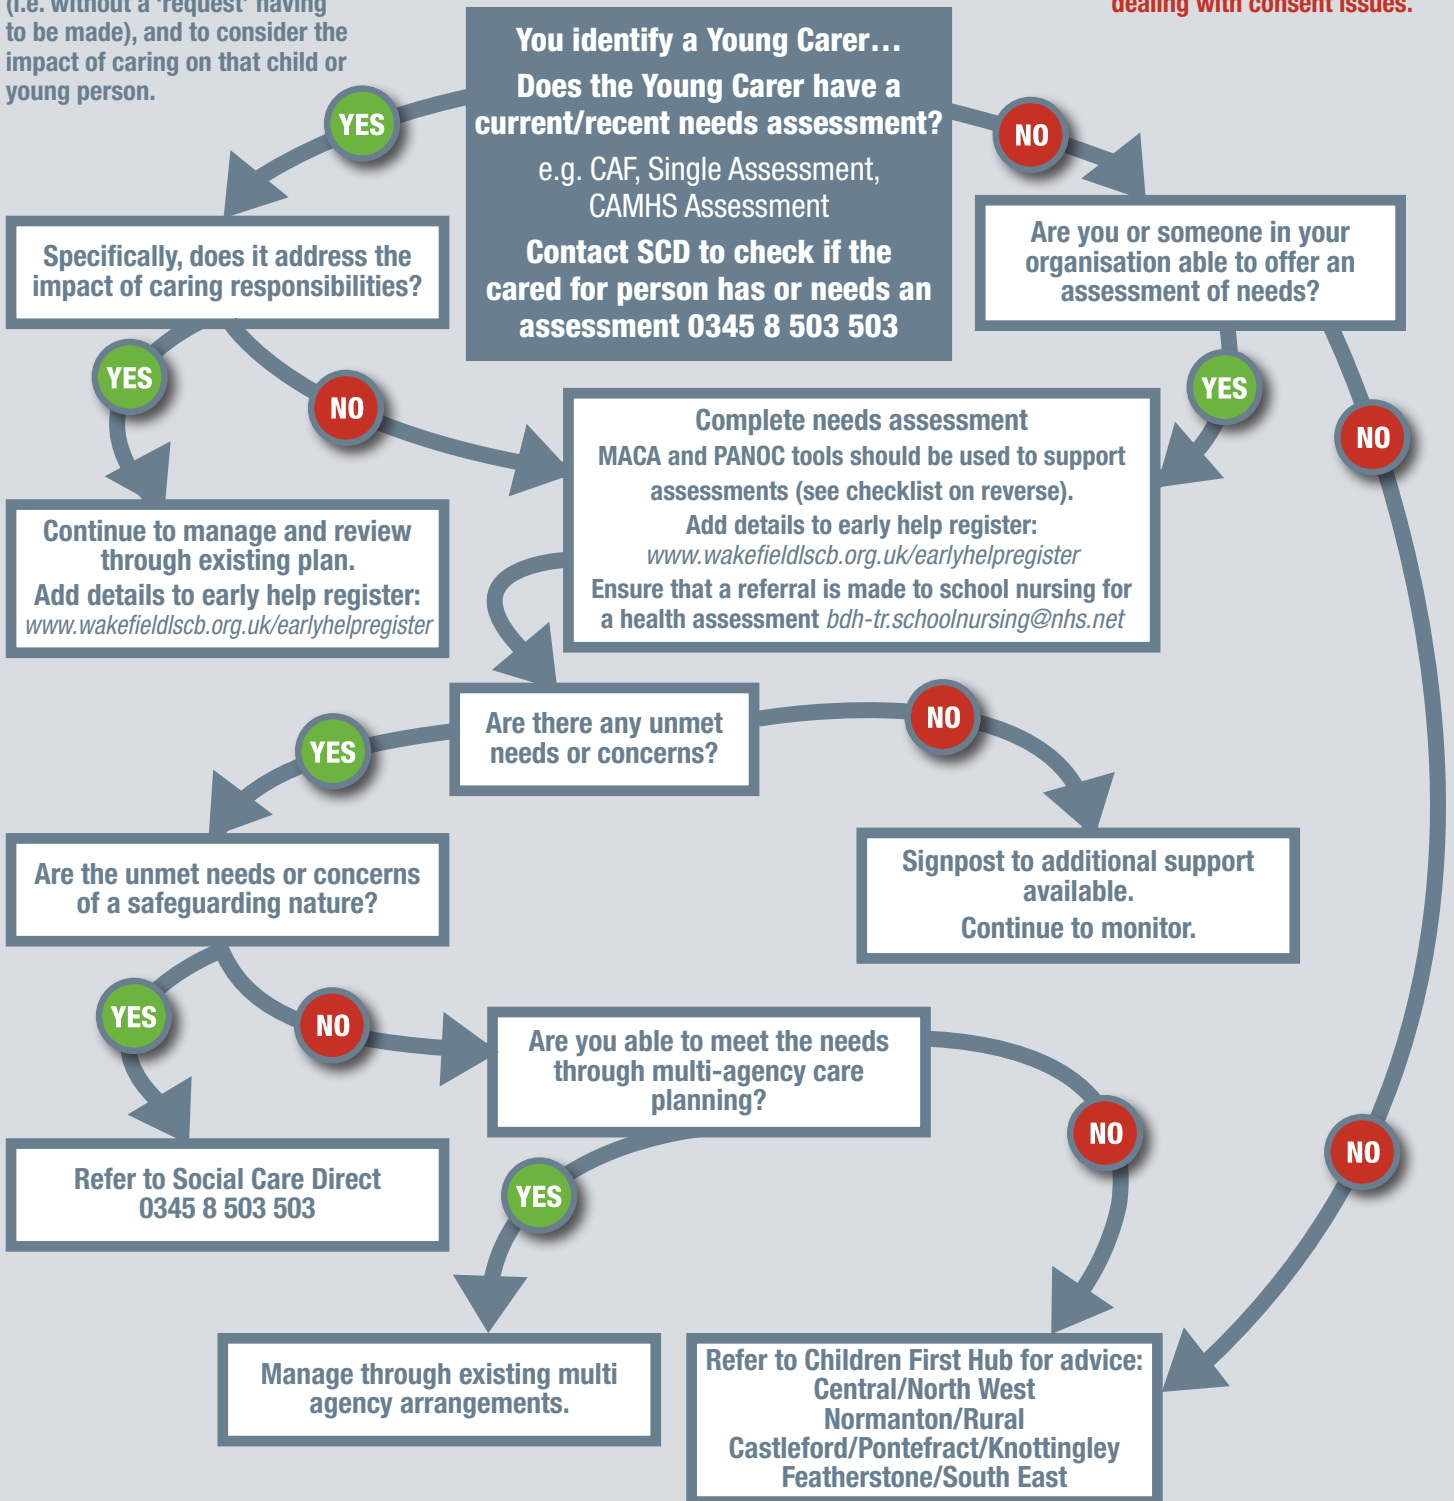 (i.e. without a ‘request’ having
to be made), and to consider the
impact of caring on that child or
young person.
dealing with consent issues.
You identify a Young Carer...
Does the Young Carer have a
current/recent needs assessment?
e.g. CAF, Single Assessment,
CAMHS Assessment
Contact SCD to check if the
cared for person has or needs an
assessment 0345 8 503 503
YES
NO
Specifically, does it address the
impact of caring responsibilities?
Are you or someone in your
organisation able to offer an
assessment of needs?
YES
NO
YES
NO
Continue to manage and review
through existing plan.
Add details to early help register:
www.wakefieldlscb.org.uk/earlyhelpregister
Complete needs assessment
MACA and PANOC tools should be used to support
assessments (see checklist on reverse).
Add details to early help register:
www.wakefieldlscb.org.uk/earlyhelpregister
Ensure that a referral is made to school nursing for
a health assessment bdh-tr.schoolnursing@nhs.net
Are there any unmet
needs or concerns?
YES
NO
Are the unmet needs or concerns
of a safeguarding nature?
Signpost to additional support
available.
Continue to monitor.
YES
NO
Are you able to meet the needs
through multi-agency care
planning?
Refer to Social Care Direct
0345 8 503 503
YES
NO
NO
Manage through existing multi
agency arrangements.
Refer to Children First Hub for advice:
Central/North West
Normanton/Rural
Castleford/Pontefract/Knottingley
Featherstone/South East